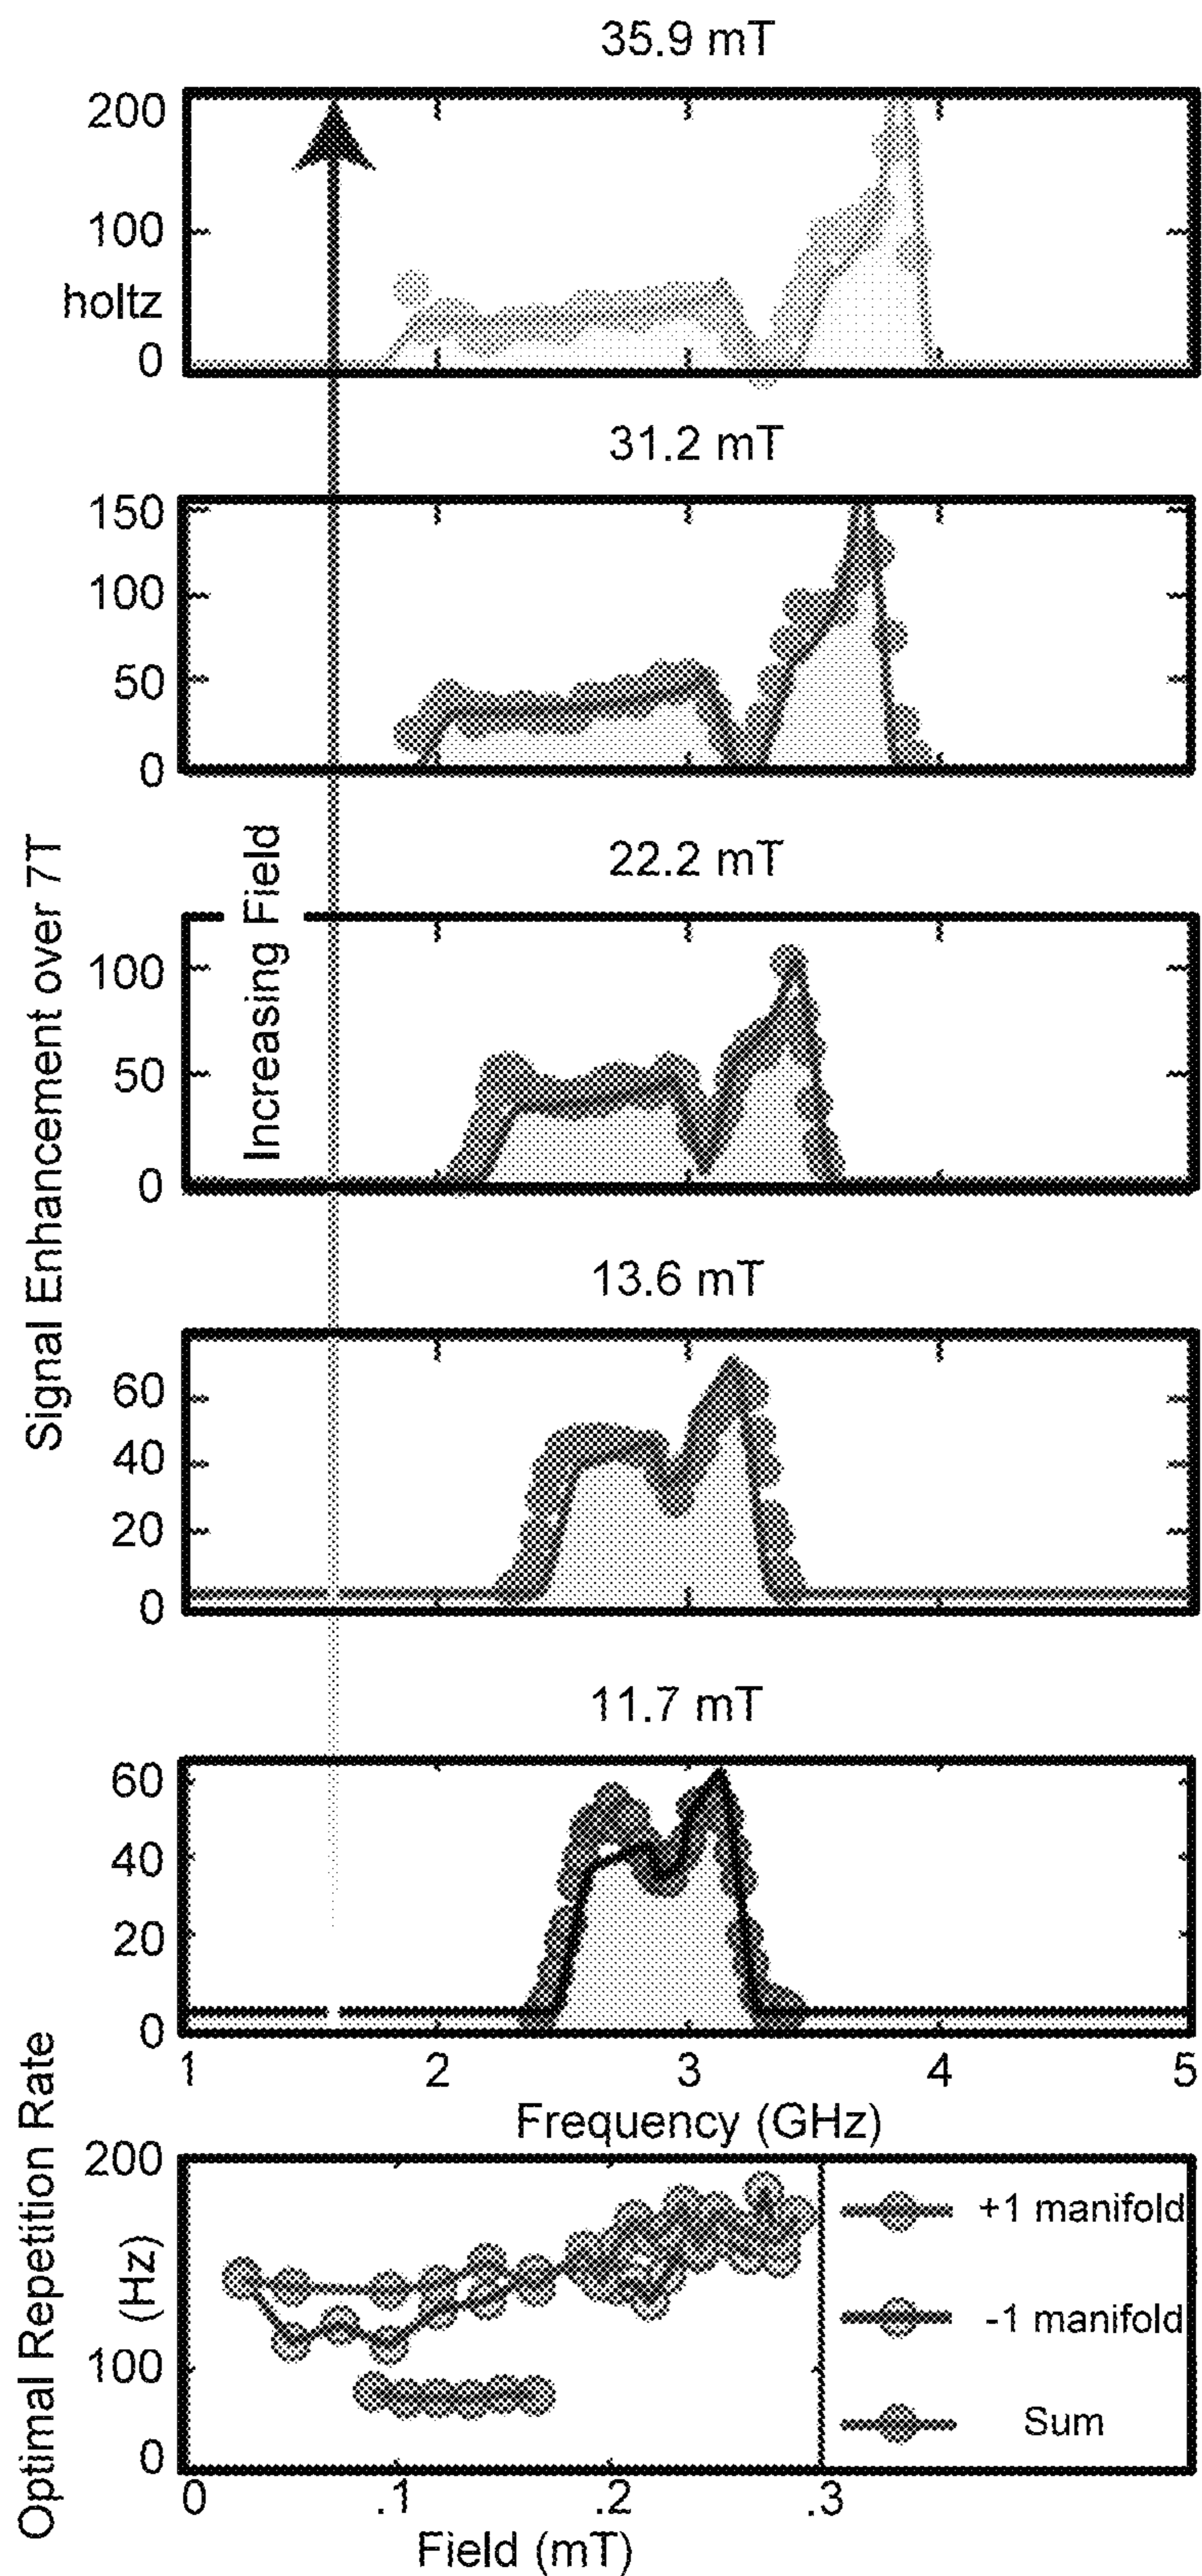 35.9 mT
200
100
holtz
0
31.2 mT
150
100
50
0
22.2 mT
100
50
0
Increasing Field
Signal Enhancement over 7T
13.6 mT
60
40
20
0
11.7 mT
60
40
20
0
1 2 3 4 5
Frequency (GHz)
Optimal Repetition Rate
(Hz)
200
100
0
+1 manifold
-1 manifold
Sum
0 .1 .2 .3
Field (mT)